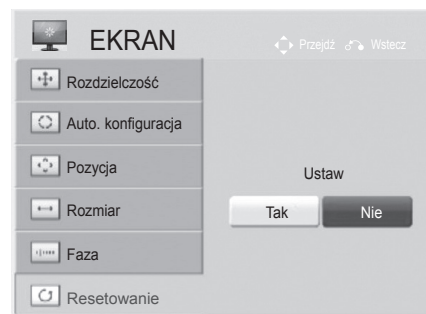 EKRAN
Przejdź Wstecz
Rozdzielczość
Auto. konfiguracja
Pozycja
Rozmiar
Faza
Resetowanie
Ustaw
Tak Nie